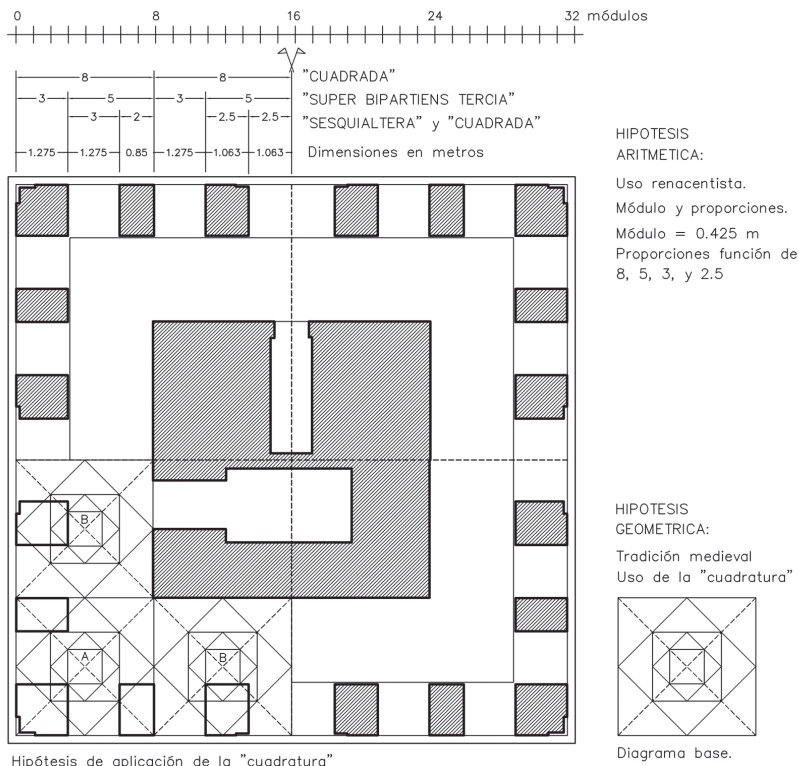 0 8 16 24 32 módulos
8 8 "CUADRADA"
3 5 3 5 "SUPER BIPARTIENS TERCIA"
3 2 2.5 2.5 "SESQUIALTERA" y "CUADRADA"
1.275 1.275 0.85 1.275 1.063 1.063 Dimensiones en metros
HIPOTESIS
ARITMETICA:
Uso renacentista.
Módulo y proporciones.
Módulo = 0.425 m
Proporciones función de
8, 5, 3, y 2.5
B
A
B
HIPOTESIS
GEOMETRICA:
Tradición medieval
Uso de la "cuadratura"
Diagrama base.
Hipótesis de aplicación de la "cuadratura"